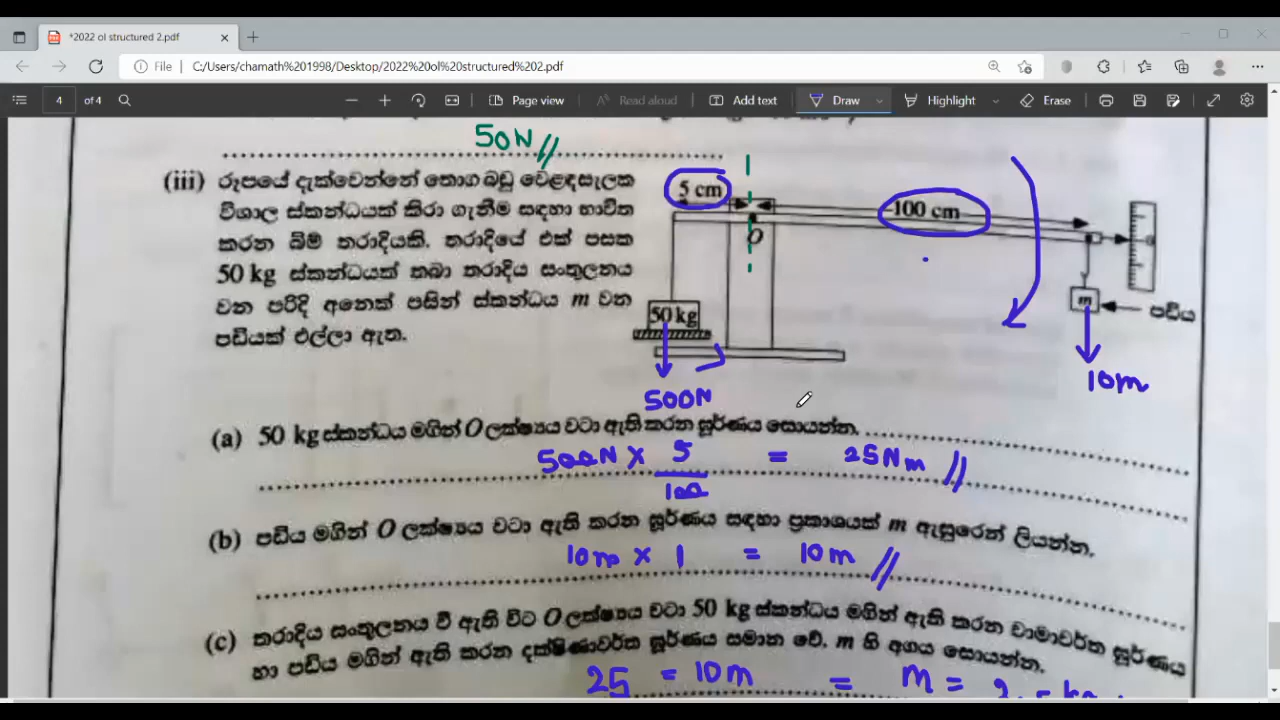 *2022 ol structured 2.pdf
File C:/Users/chamath%201998/Desktop/2022%20ol%20structured%202.pdf
4 of 4 Page view Read aloud Add text Draw Highlight Erase
50N
(iii) රූපයේ දැක්වෙන්නේ තොග බඩු වෙළඳසැලක
විශාල ස්කන්ධයක් කිරා ගැනීම සඳහා භාවිත
කරන බිම් තරාදියකි. තරාදියේ එක් පසක
50 kg ස්කන්ධයක් තබා තරාදිය සංතුලනය
වන පරිදි අනෙක් පසින් ස්කන්ධය m වන
පඩියක් එල්ලා ඇත.
5 cm
100 cm
O
50 kg
m
පඩිය
500N
10m
(a) 50 kg ස්කන්ධය මගින් O ලක්ෂ්‍යය වටා ඇති කරන සූර්ණය සොයන්න.
500N × 5/100 = 25Nm
(b) පඩිය මගින් O ලක්ෂ්‍යය වටා ඇති කරන සූර්ණය සඳහා ප්‍රකාශයක් m ඇසුරෙන් ලියන්න.
10m × 1 = 10m
(c) තරාදිය සංතුලනය වී ඇති විට O ලක්ෂ්‍යය වටා 50 kg ස්කන්ධය මගින් ඇති කරන වාමාවර්ත සූර්ණය
හා පඩිය මගින් ඇති කරන දක්ෂිණාවර්ත සූර්ණය සමාන වේ. m හි අගය සොයන්න.
25 = 10m = m =